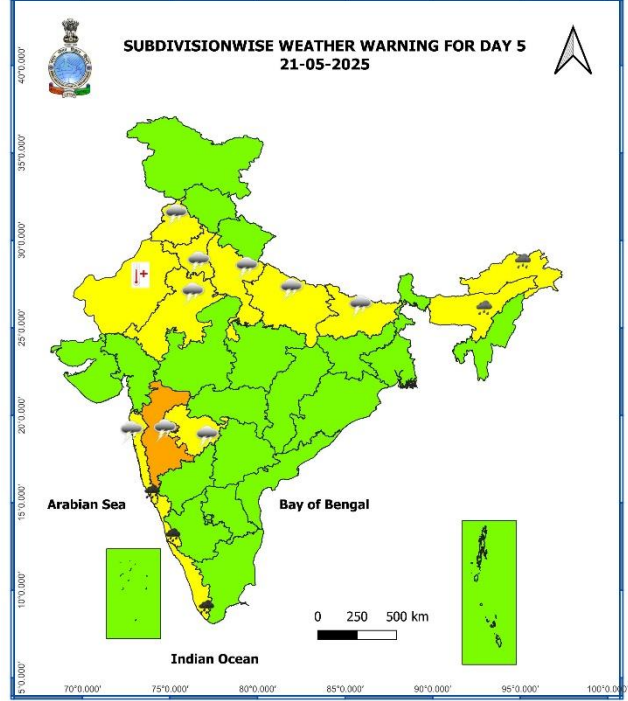 SUBDIVISIONWISE WEATHER WARNING FOR DAY 5
21-05-2025
40°0.000'
35°0.000'
30°0.000'
25°0.000'
20°0.000'
15°0.000'
10°0.000'
5°0.000'
Arabian Sea
Bay of Bengal
0 250 500 km
Indian Ocean
70°0.000' 75°0.000' 80°0.000' 85°0.000' 90°0.000' 95°0.000' 100°0.000'